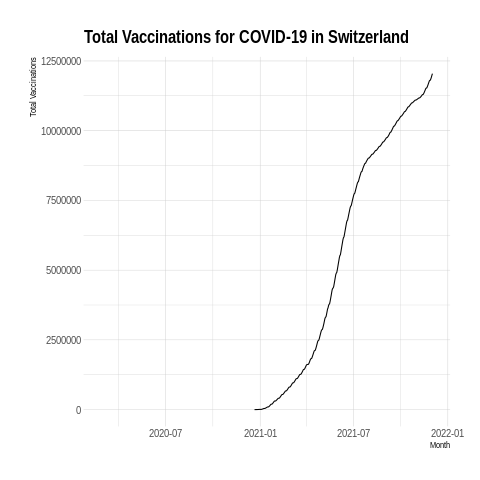 Total Vaccinations for COVID-19 in Switzerland
Total Vaccinations
12500000
10000000
7500000
5000000
2500000
0
2020-07 2021-01 2021-07 2022-01
Month